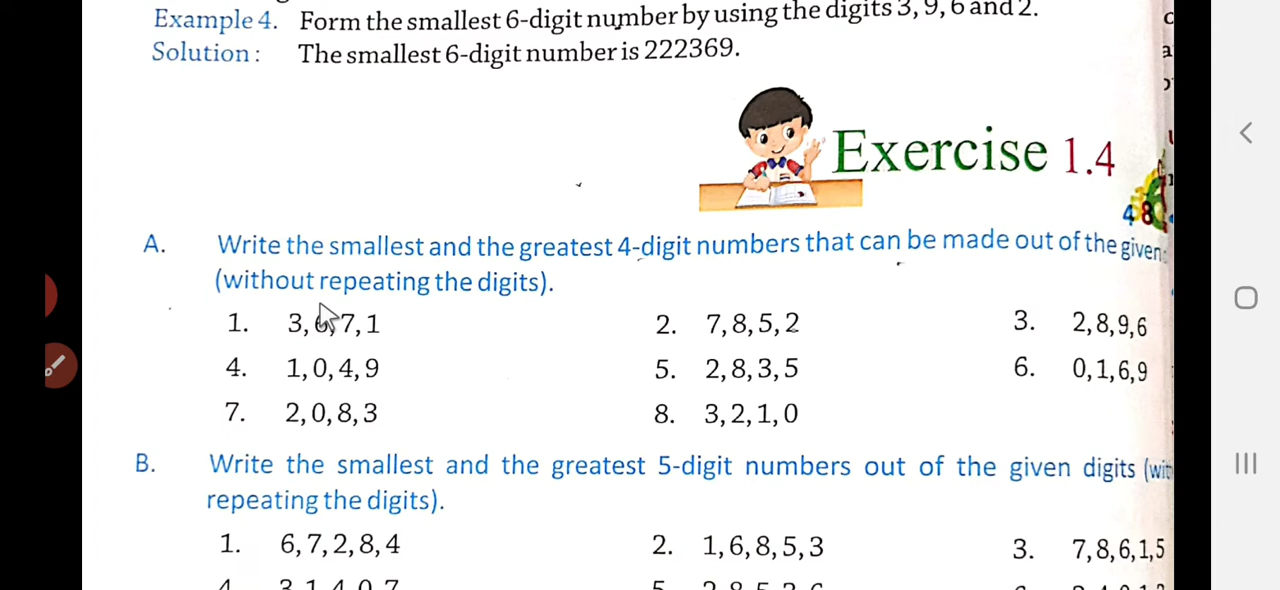 Example 4. Form the smallest 6-digit number by using the digits 3, 9, 6 and 2.
Solution : The smallest 6-digit number is 222369.
Exercise 1.4
A. Write the smallest and the greatest 4-digit numbers that can be made out of the given
(without repeating the digits).
1. 3, 6, 7, 1 2. 7, 8, 5, 2 3. 2, 8, 9, 6
4. 1, 0, 4, 9 5. 2, 8, 3, 5 6. 0, 1, 6, 9
7. 2, 0, 8, 3 8. 3, 2, 1, 0
B. Write the smallest and the greatest 5-digit numbers out of the given digits
repeating the digits).
1. 6, 7, 2, 8, 4 2. 1, 6, 8, 5, 3 3. 7, 8, 6, 1, 5